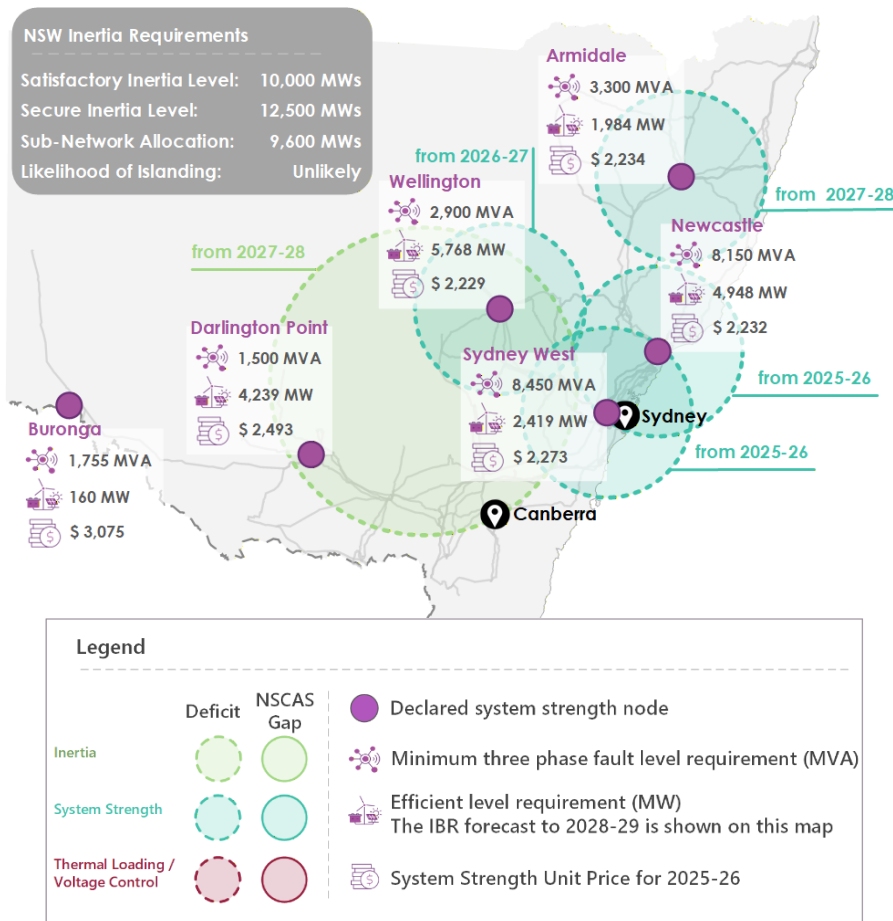 NSW Inertia Requirements
Satisfactory Inertia Level: 10,000 MWs
Secure Inertia Level: 12,500 MWs
Sub-Network Allocation: 9,600 MWs
Likelihood of Islanding: Unlikely
Armidale
3,300 MVA
1,984 MW
$ 2,234
from 2027-28
from 2026-27
Wellington
2,900 MVA
5,768 MW
$ 2,229
Newcastle
8,150 MVA
4,948 MW
$ 2,232
from 2025-26
from 2027-28
Darlington Point
1,500 MVA
4,239 MW
$ 2,493
Sydney West
8,450 MVA
2,419 MW
$ 2,273
Sydney
from 2025-26
Buronga
1,755 MVA
160 MW
$ 3,075
Canberra
Legend
Deficit
NSCAS
Gap
Inertia
System Strength
Thermal Loading /
Voltage Control
Declared system strength node
Minimum three phase fault level requirement (MVA)
Efficient level requirement (MW)
The IBR forecast to 2028-29 is shown on this map
System Strength Unit Price for 2025-26